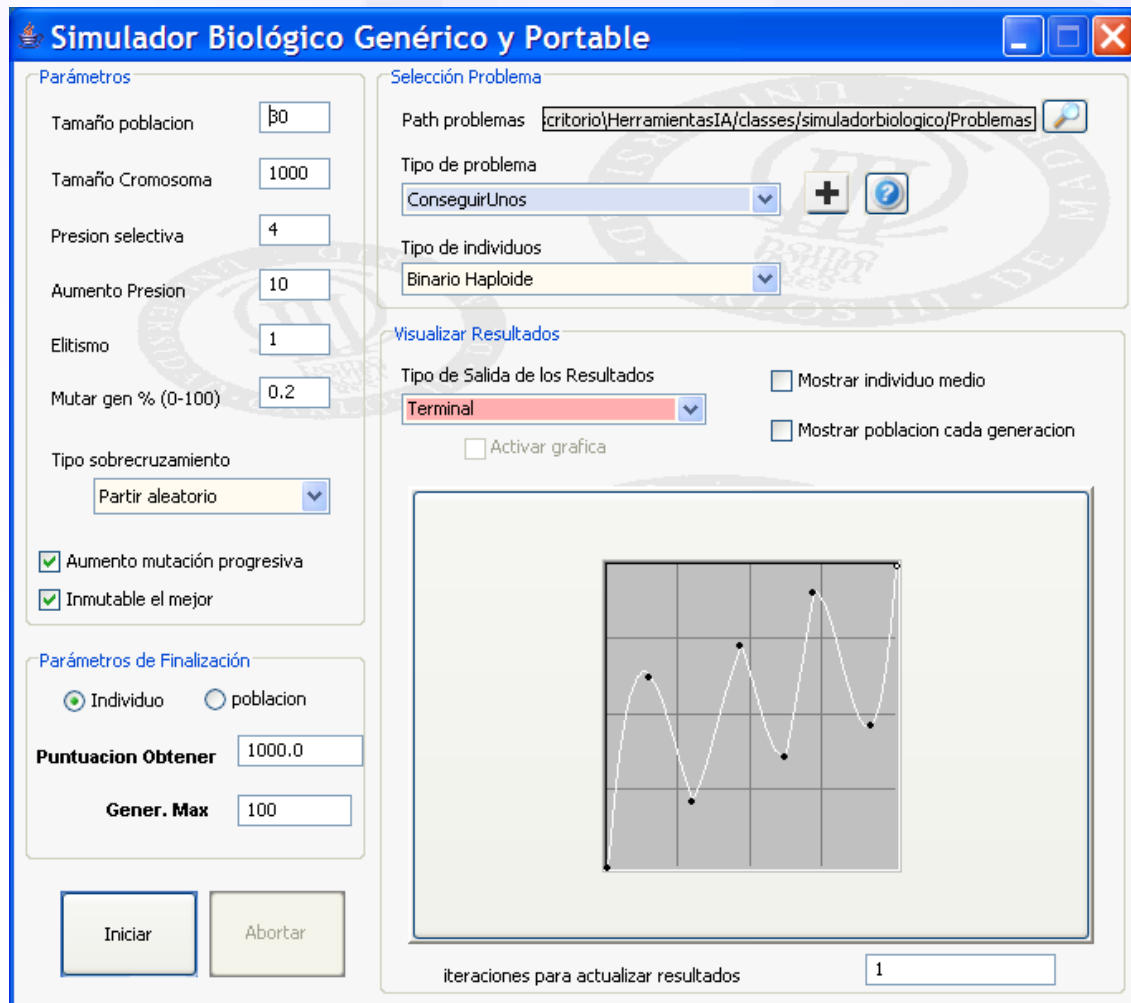 Simulador Biológico Genérico y Portable
Parámetros
Tamaño poblacion 30
Tamaño Cromosoma 1000
Presion selectiva 4
Aumento Presion 10
Elitismo 1
Mutar gen % (0-100) 0.2
Tipo sobrecruzamiento
Partir aleatorio
Aumento mutación progresiva
Inmutable el mejor
Parámetros de Finalización
Individuo poblacion
Puntuacion Obtener 1000.0
Gener. Max 100
Iniciar Abortar
Selección Problema
Path problemas critorio\HerramientasIA/classes/simuladorbiologico/Problemas
Tipo de problema
ConseguirUnos
Tipo de individuos
Binario Haploide
Visualizar Resultados
Tipo de Salida de los Resultados
Terminal
Activar grafica
Mostrar individuo medio
Mostrar poblacion cada generacion
iteraciones para actualizar resultados 1